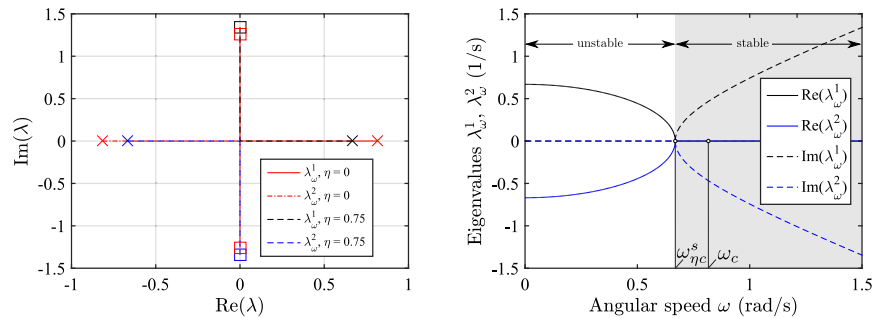 1.5
1
0.5
0
-0.5
-1
-1.5
-1
-0.5
0
0.5
1
Im(λ)
Re(λ)
λ¹_ω, η = 0
λ²_ω, η = 0
λ¹_ω, η = 0.75
λ²_ω, η = 0.75
1.5
1
0.5
0
-0.5
-1
-1.5
0
0.5
1
1.5
Eigenvalues λ¹_ω, λ²_ω (1/s)
Angular speed ω (rad/s)
unstable
stable
Re(λ¹_ω)
Re(λ²_ω)
Im(λ¹_ω)
Im(λ²_ω)
ω^s_ηc
ω_c